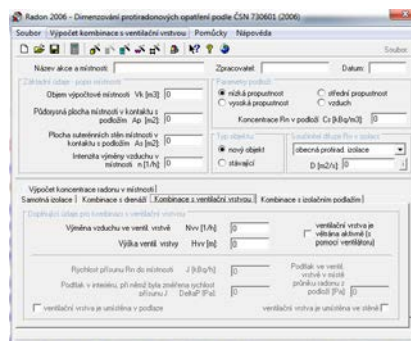 Radon 2006 - Dimenzování protiradonových opatření podle ČSN 730601 (2006)
Soubor Výpočet kombinace s ventilační vrstvou Pomůcky Nápověda
Soubor:
Název akce a místnosti: Zpracovatel: Datum:
Základní údaje - popis místnosti
Objem výpočtové místnosti Vk [m3] 0
Půdorysná plocha místnosti v kontaktu s podložím Ap [m2] 0
Plocha suterénních stěn místnosti v kontaktu s podložím As [m2] 0
Intenzita výměny vzduchu v místnosti n [1/h] 0
Parametry podloží
nízká propustnost střední propustnost
vysoká propustnost vzduch
Koncentrace Rn v podloží Cs [kBq/m3] 0
Typ objektu
nový objekt
stávající
Součinitel difuze Rn v izolaci
obecná protirad. izolace
D [m2/s] 0
Výpočet koncentrace radonu v místnosti
Samotná izolace Kombinace s drenáží Kombinace s ventilační vrstvou Kombinace s izolačním podlažím
Doplňující údaje pro kombinaci s ventilační vrstvou
Výměna vzduchu ve ventil. vrstvě Nvv [1/h] 0
Výška ventil. vrstvy Hvv [m] 0
ventilační vrstva je větrána aktivně (s pomocí ventilátoru)
Rychlost přísunu Rn do místnosti J [kBq/h] 0
Podtlak v interiéru, při němž byla změřena rychlost přísunu J DeltaP [Pa] 0
Podtlak ve ventil. vrstvě v místě průniku radonu z podloží [Pa] 0
ventilační vrstva je umístěna v podlaze
ventilační vrstva je umístěna ve stěně